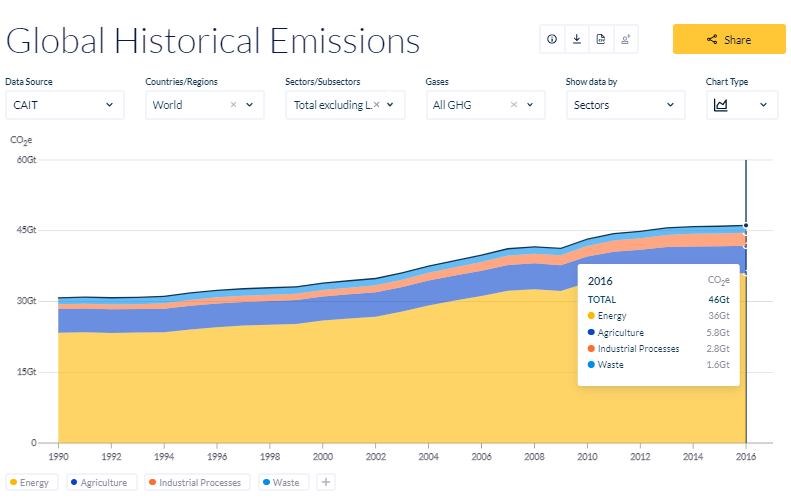 Global Historical Emissions
Share
Data Source
Countries/Regions
Sectors/Subsectors
Gases
Show data by
Chart Type
CAIT
World ×
Total excluding L.×
All GHG ×
Sectors
CO2e
60Gt
45Gt
30Gt
15Gt
0
2016 CO2e
TOTAL 46Gt
Energy 36Gt
Agriculture 5.8Gt
Industrial Processes 2.8Gt
Waste 1.6Gt
1990 1992 1994 1996 1998 2000 2002 2004 2006 2008 2010 2012 2014 2016
Energy Agriculture Industrial Processes Waste +